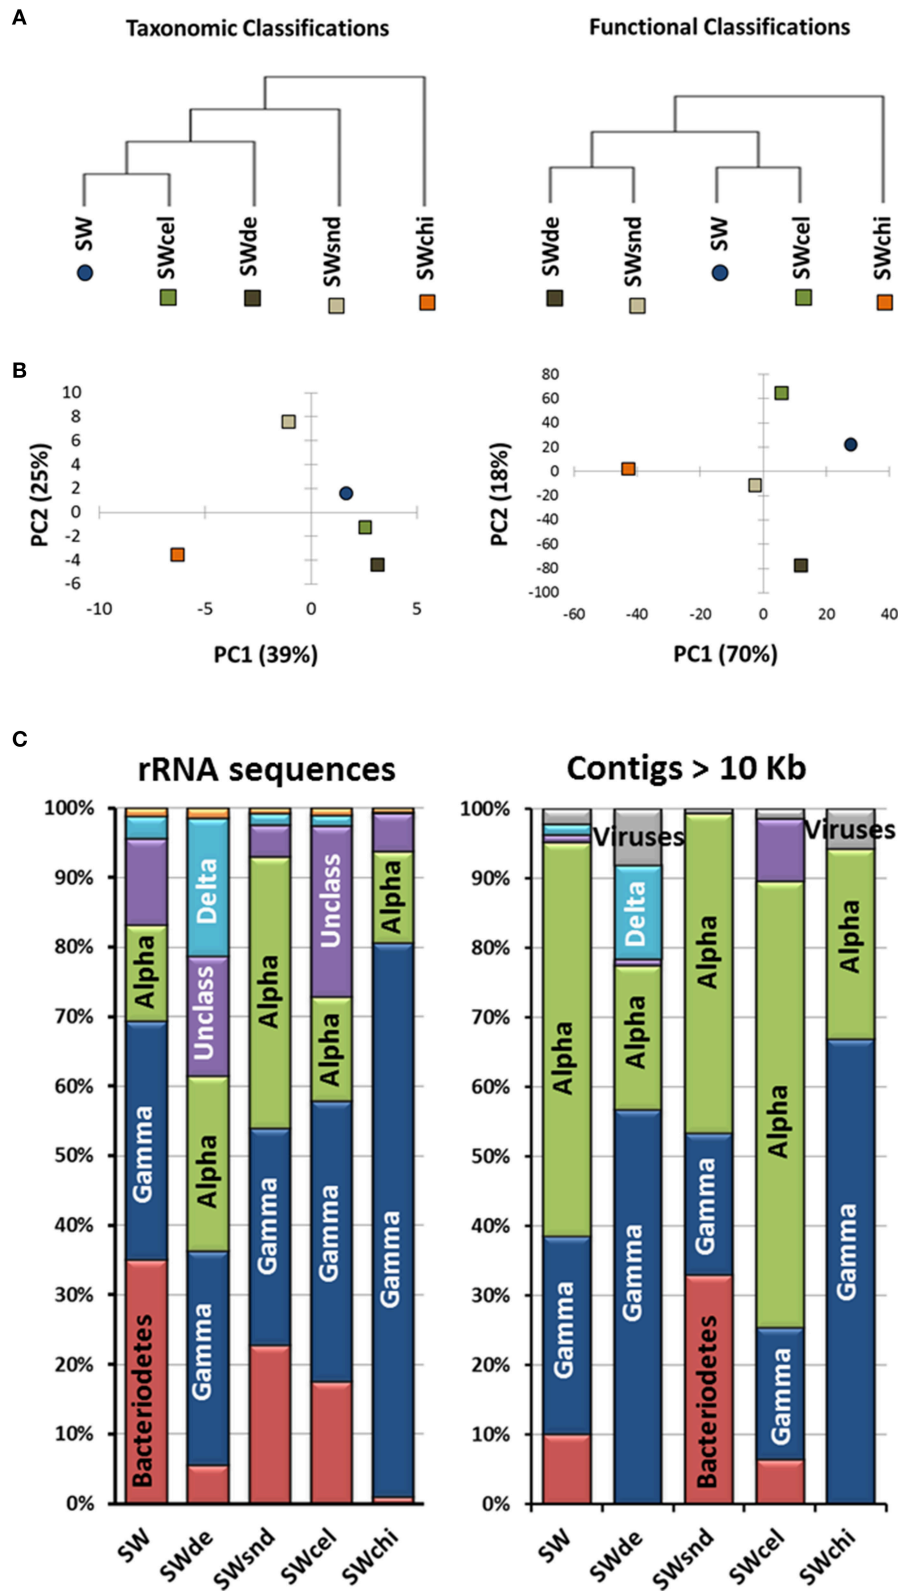 A
Taxonomic Classifications
Functional Classifications
SW
SWcel
SWde
SWsnd
SWchi
SWde
SWsnd
SW
SWcel
SWchi
B
10
8
6
4
2
0
-2
-4
-6
-10
-5
0
5
PC2 (25%)
PC1 (39%)
80
60
40
20
0
-20
-40
-60
-80
-100
-60
-40
-20
0
20
40
PC2 (18%)
PC1 (70%)
C
rRNA sequences
100%
90%
80%
70%
60%
50%
40%
30%
20%
10%
0%
Alpha
Gamma
Bacteriodetes
Delta
Unclass
Alpha
Gamma
Alpha
Gamma
Unclass
Alpha
Gamma
Alpha
Gamma
SW
SWde
SWsnd
SWcel
SWchi
Contigs > 10 Kb
100%
90%
80%
70%
60%
50%
40%
30%
20%
10%
0%
Alpha
Gamma
Viruses
Delta
Alpha
Gamma
Alpha
Gamma
Bacteriodetes
Alpha
Gamma
Viruses
Alpha
Gamma
SW
SWde
SWsnd
SWcel
SWchi